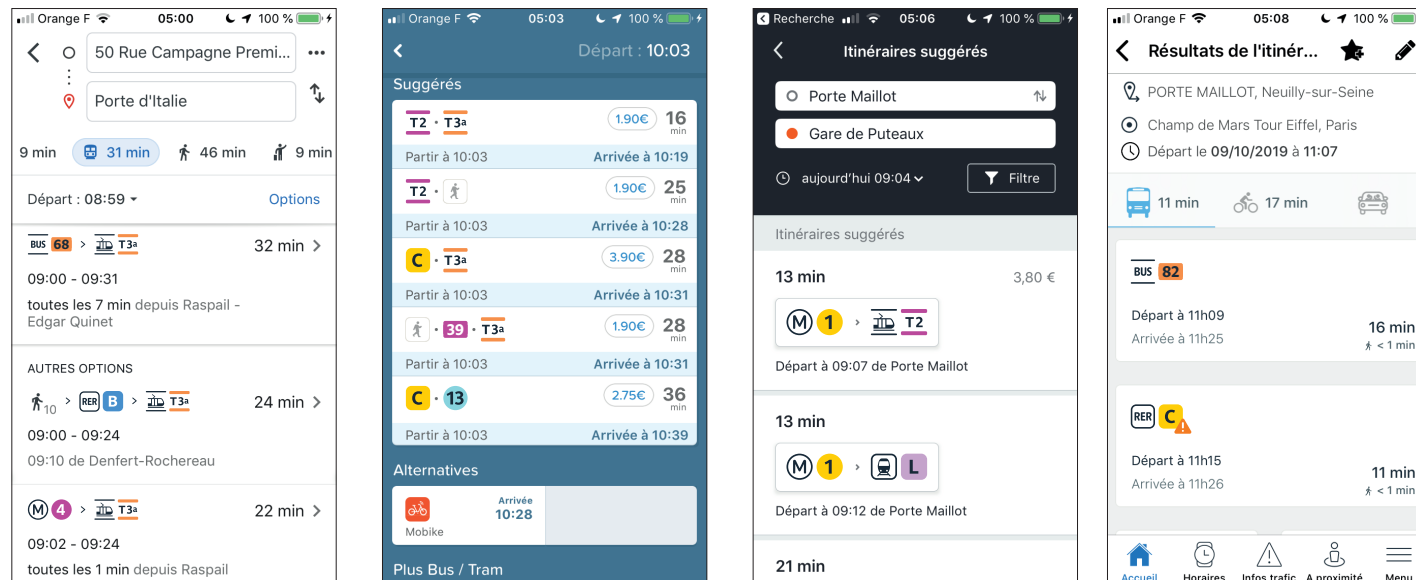 Orange F 05:00 100 %
50 Rue Campagne Premi... •••
Porte d'Italie
9 min 31 min 46 min 9 min
Départ : 08:59 Options
BUS 68 > T3a 32 min >
09:00 - 09:31
toutes les 7 min depuis Raspail -
Edgar Quinet
AUTRES OPTIONS
10 > RER B > T3a 24 min >
09:00 - 09:24
09:10 de Denfert-Rochereau
M 4 > T3a 22 min >
09:02 - 09:24
toutes les 1 min depuis Raspail
Orange F 05:03 100 %
Départ : 10:03
Suggérés
T2 · T3a 1.90€ 16
min
Partir à 10:03 Arrivée à 10:19
T2 · 1.90€ 25
min
Partir à 10:03 Arrivée à 10:28
C · T3a 3.90€ 28
min
Partir à 10:03 Arrivée à 10:31
· 39 · T3a 1.90€ 28
min
Partir à 10:03 Arrivée à 10:31
C · 13 2.75€ 36
min
Partir à 10:03 Arrivée à 10:39
Alternatives
Arrivée
10:28
Mobike
Plus Bus / Tram
Recherche 05:06 100 %
Itinéraires suggérés
Porte Maillot
Gare de Puteaux
aujourd'hui 09:04 Filtre
Itinéraires suggérés
13 min 3,80 €
M 1 > T2
Départ à 09:07 de Porte Maillot
13 min
M 1 > L
Départ à 09:12 de Porte Maillot
21 min
Orange F 05:08 100 %
Résultats de l'itinér...
PORTE MAILLOT, Neuilly-sur-Seine
Champ de Mars Tour Eiffel, Paris
Départ le 09/10/2019 à 11:07
11 min 17 min
BUS 82
Départ à 11h09
16 min
Arrivée à 11h25
< 1 min
RER C
Départ à 11h15
11 min
Arrivée à 11h26
< 1 min
Accueil Horaires Infos trafic A proximité Menu